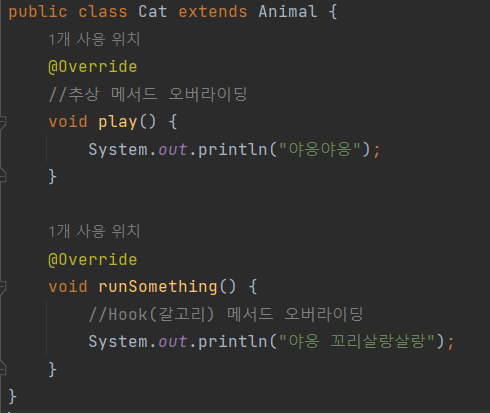 public class Cat extends Animal {
1개 사용 위치
@Override
//추상 메서드 오버라이딩
void play() {
System.out.println("야옹야옹");
}
1개 사용 위치
@Override
void runSomething() {
//Hook(갈고리) 메서드 오버라이딩
System.out.println("야옹 꼬리살랑살랑");
}
}